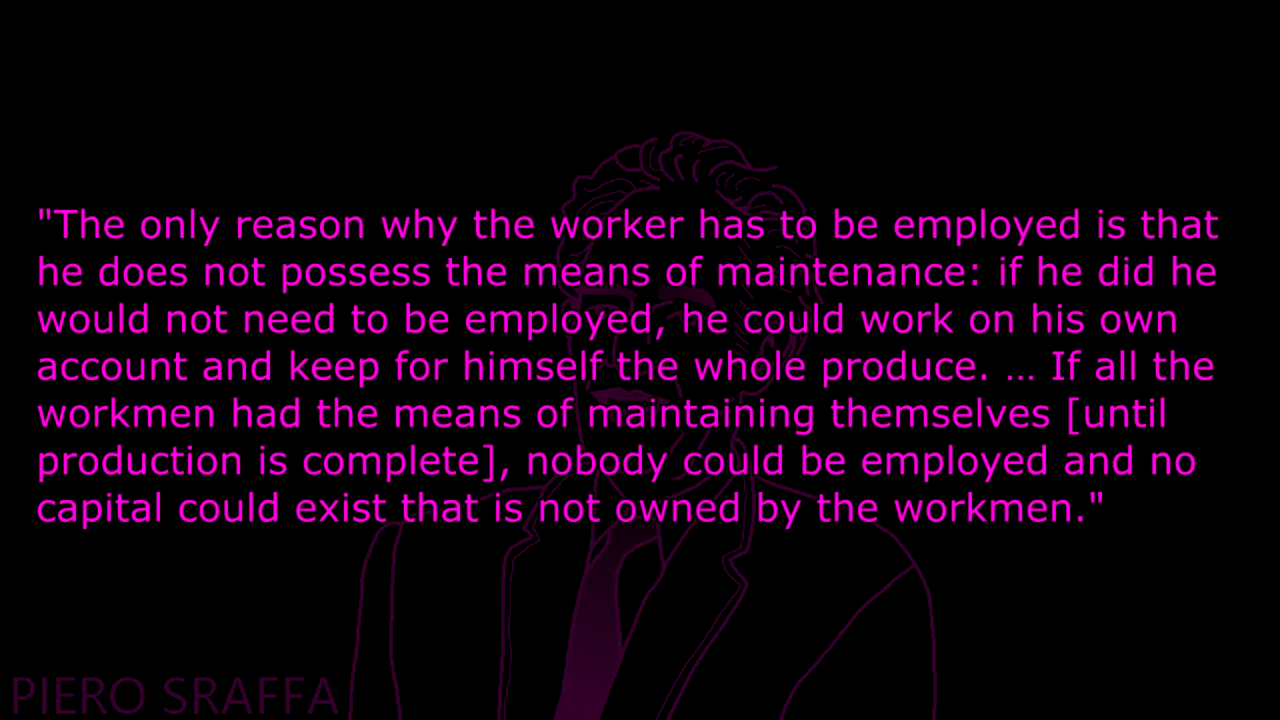 "The only reason why the worker has to be employed is that
he does not possess the means of maintenance: if he did he
would not need to be employed, he could work on his own
account and keep for himself the whole produce. … If all the
workmen had the means of maintaining themselves [until
production is complete], nobody could be employed and no
capital could exist that is not owned by the workmen."
PIERO SRAFFA